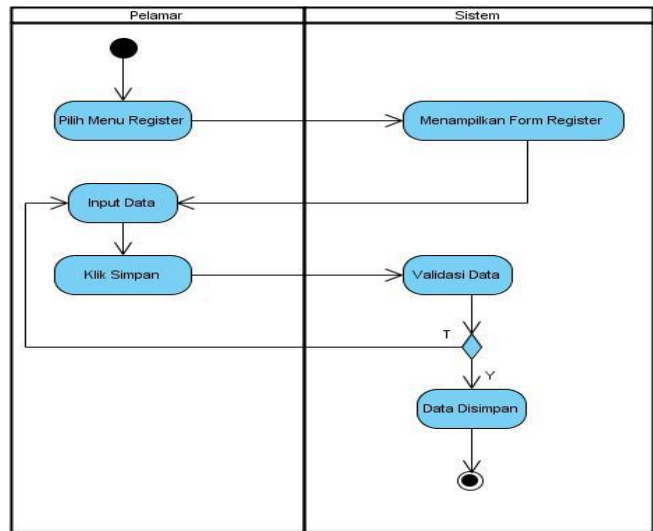 Pelamar
Sistem
Pilih Menu Register
Menampilkan Form Register
Input Data
Klik Simpan
Validasi Data
T
Y
Data Disimpan